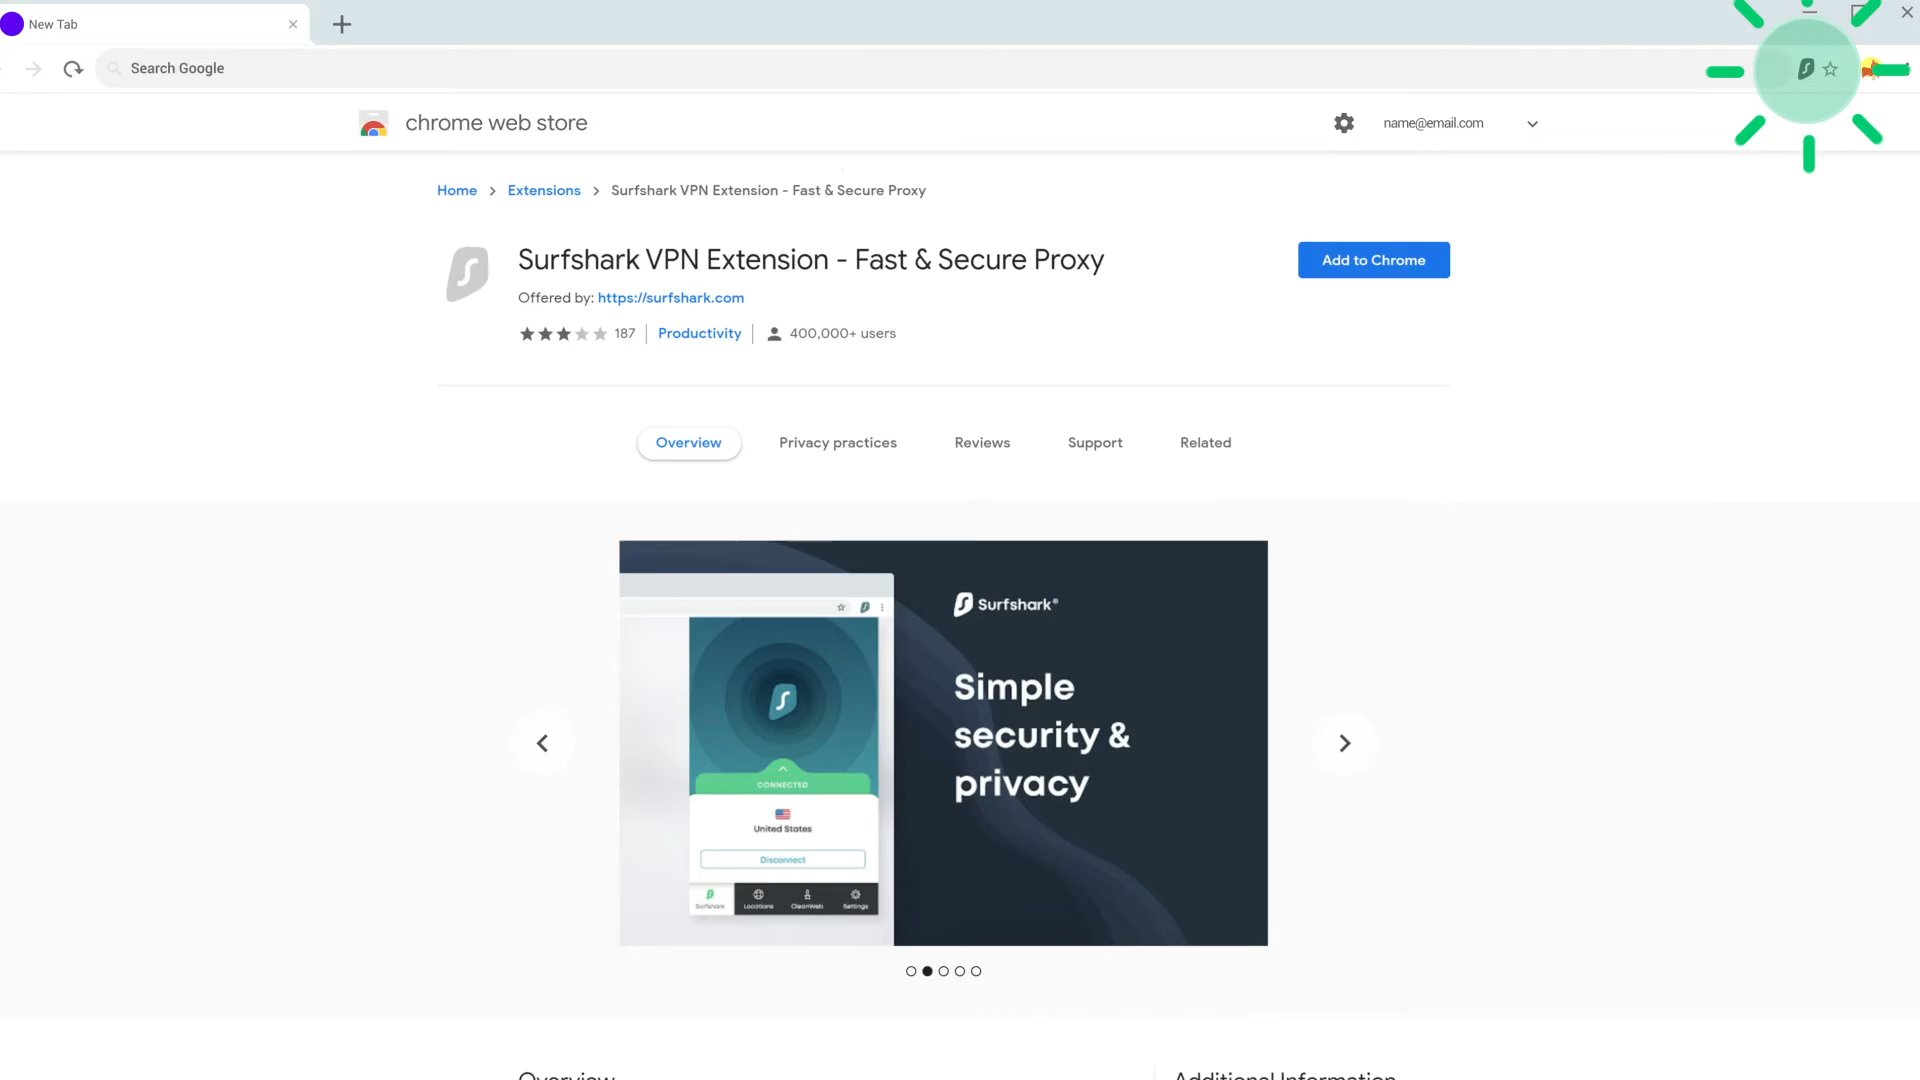 New Tab
Search Google
chrome web store
name@email.com
Home > Extensions > Surfshark VPN Extension - Fast & Secure Proxy
Surfshark VPN Extension - Fast & Secure Proxy
Add to Chrome
Offered by: https://surfshark.com
187 Productivity 400,000+ users
Overview Privacy practices Reviews Support Related
Surfshark®
Simple
security &
privacy
CONNECTED
United States
Disconnect
Surfshark Locations CleanWeb Settings
Overview Additional Information